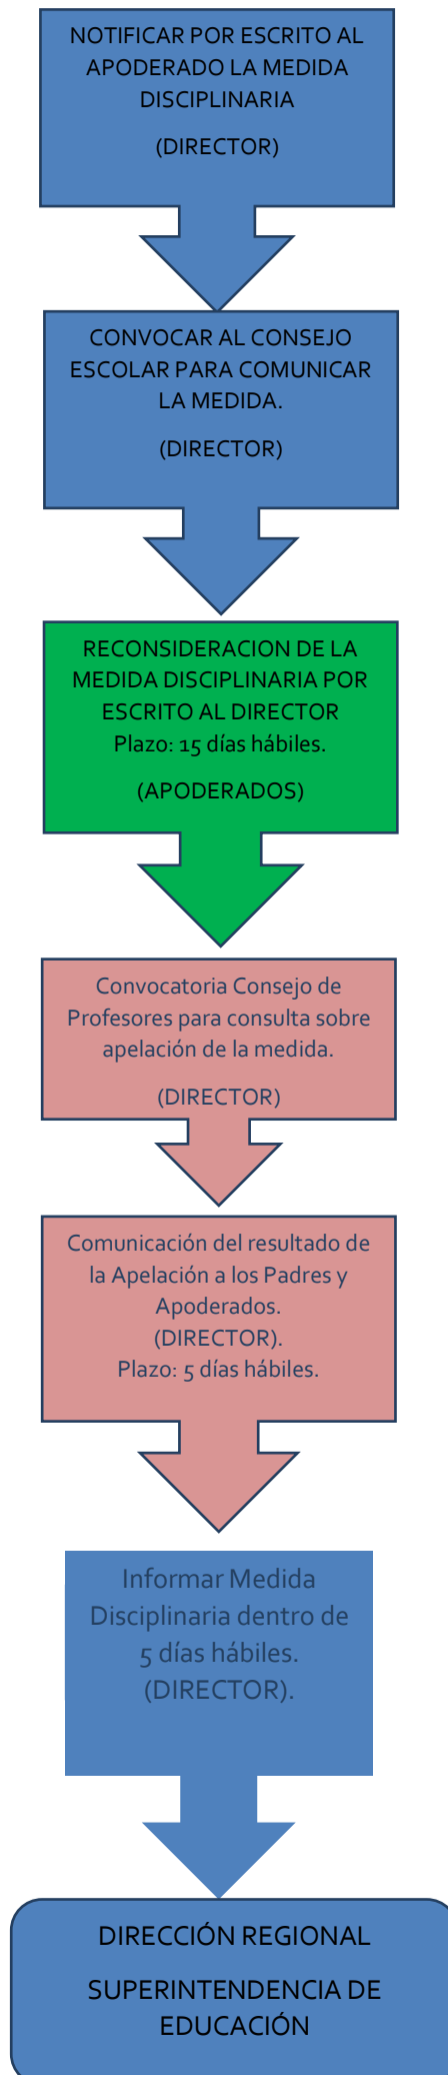 NOTIFICAR POR ESCRITO AL
APODERADO LA MEDIDA
DISCIPLINARIA
(DIRECTOR)
CONVOCAR AL CONSEJO
ESCOLAR PARA COMUNICAR
LA MEDIDA.
(DIRECTOR)
RECONSIDERACION DE LA
MEDIDA DISCIPLINARIA POR
ESCRITO AL DIRECTOR
Plazo: 15 días hábiles.
(APODERADOS)
Convocatoria Consejo de
Profesores para consulta sobre
apelación de la medida.
(DIRECTOR)
Comunicación del resultado de
la Apelación a los Padres y
Apoderados.
(DIRECTOR).
Plazo: 5 días hábiles.
Informar Medida
Disciplinaria dentro de
5 días hábiles.
(DIRECTOR).
DIRECCIÓN REGIONAL
SUPERINTENDENCIA DE
EDUCACIÓN